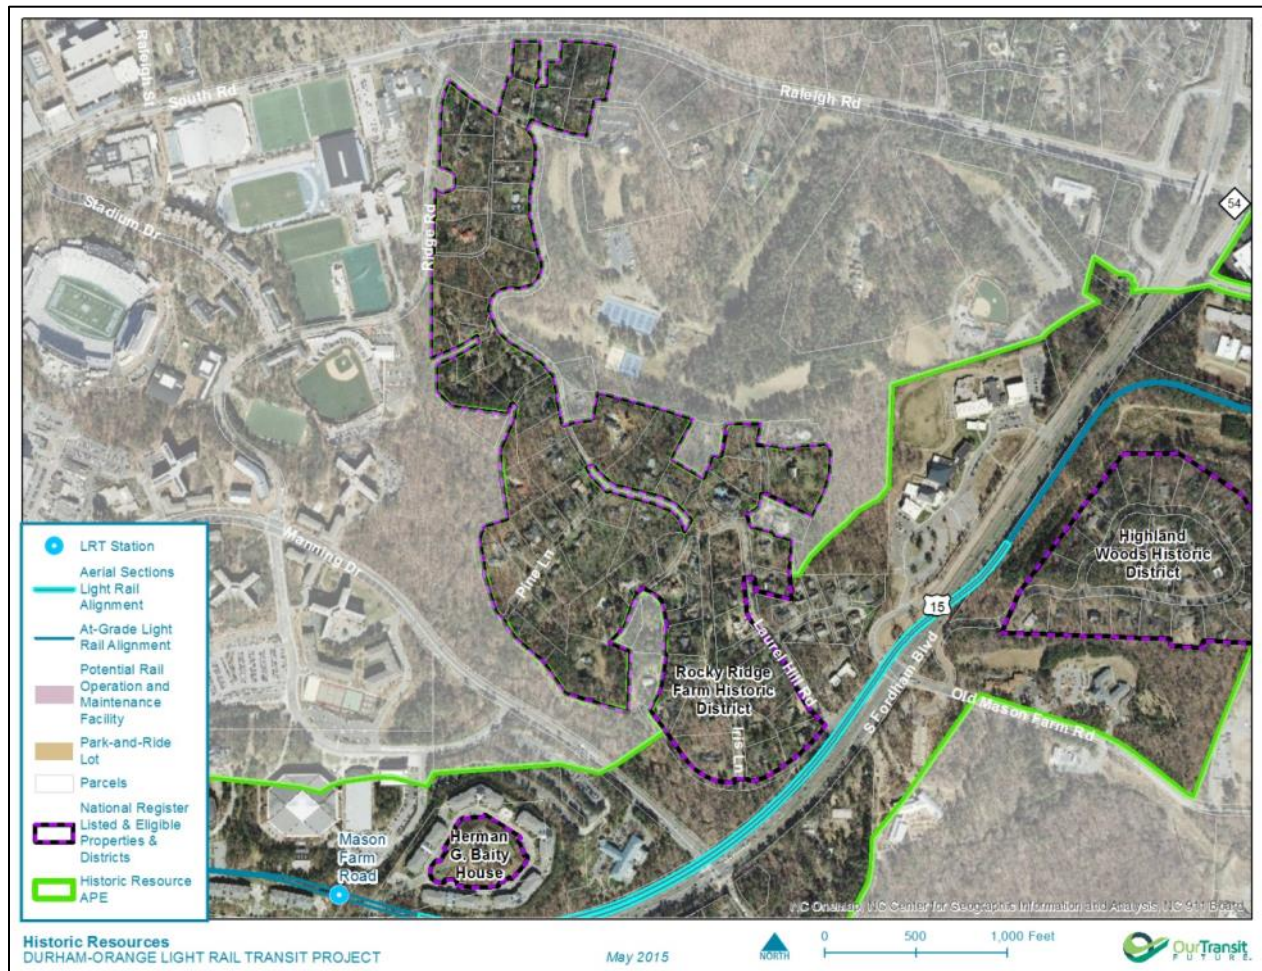 Raleigh St
South Rd
Raleigh Rd
54
Stadium Dr
Ridge Rd
Manning Dr
Pine Ln
Highland
Woods Historic
District
15
Laurel Hill Rd
Rocky Ridge
Farm Historic
District
Iris Ln
S Fordham Blvd
Old Mason Farm Rd
Herman
G. Baity
House
Mason
Farm
Road
LRT Station
Aerial Sections
Light Rail
Alignment
At-Grade Light
Rail Alignment
Potential Rail
Operation and
Maintenance
Facility
Park-and-Ride
Lot
Parcels
National Register
Listed & Eligible
Properties &
Districts
Historic Resource
APE
NC OneMap, NC Center for Geographic Information and Analysis, NC 911 Board
Historic Resources
DURHAM-ORANGE LIGHT RAIL TRANSIT PROJECT
May 2015
NORTH
0 500 1,000 Feet
OurTransit
FUTURE